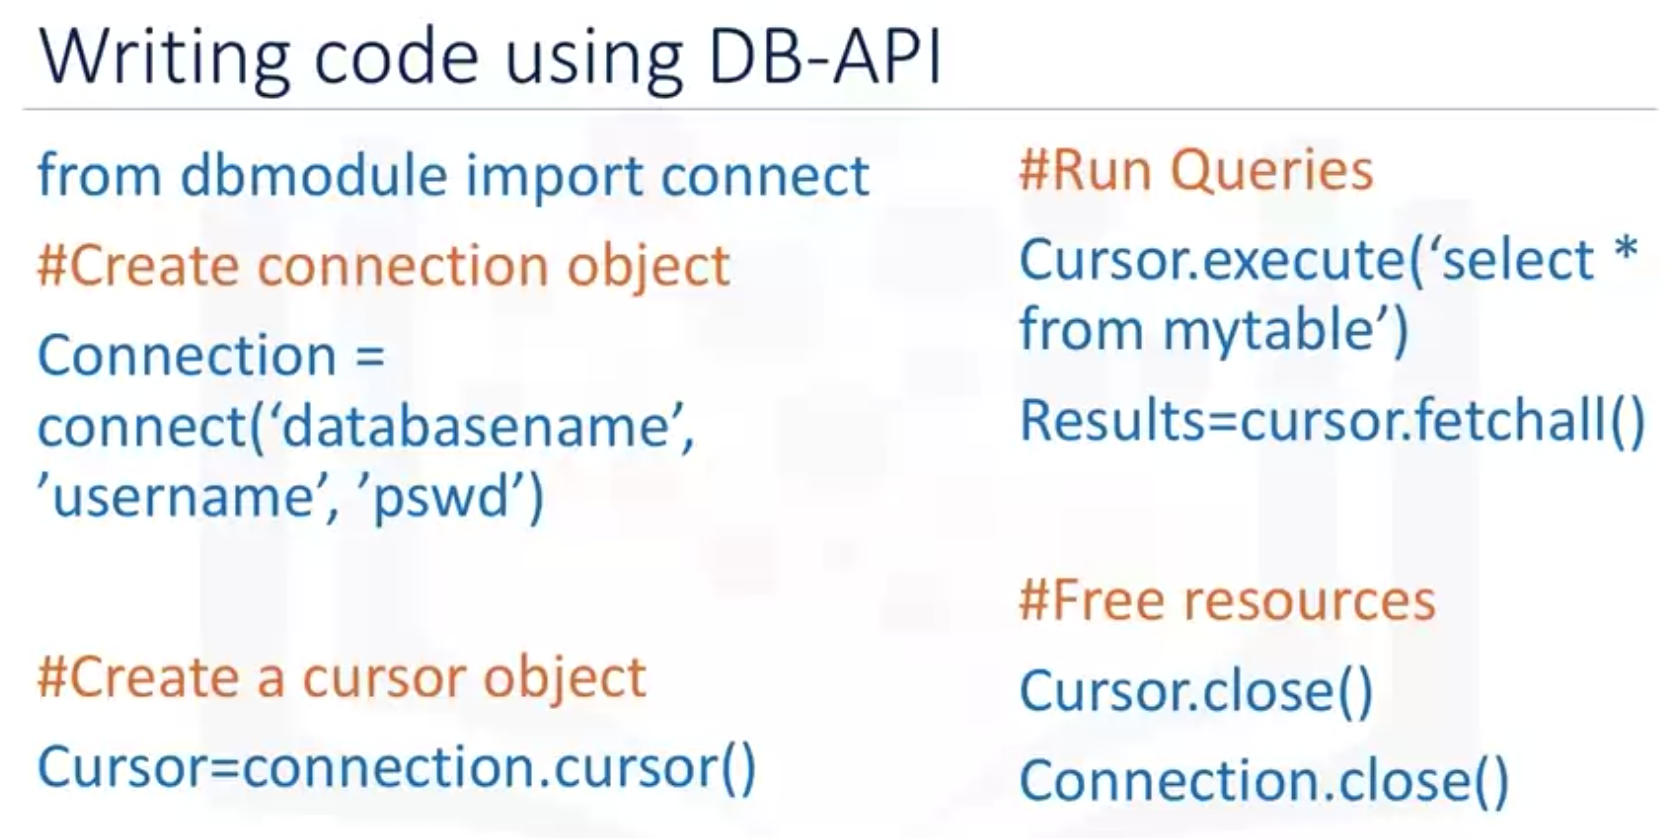 Writing code using DB-API
from dbmodule import connect
#Create connection object
Connection =
connect(‘databasename’,
’username’, ’pswd’)
#Create a cursor object
Cursor=connection.cursor()
#Run Queries
Cursor.execute(‘select *
from mytable’)
Results=cursor.fetchall()
#Free resources
Cursor.close()
Connection.close()